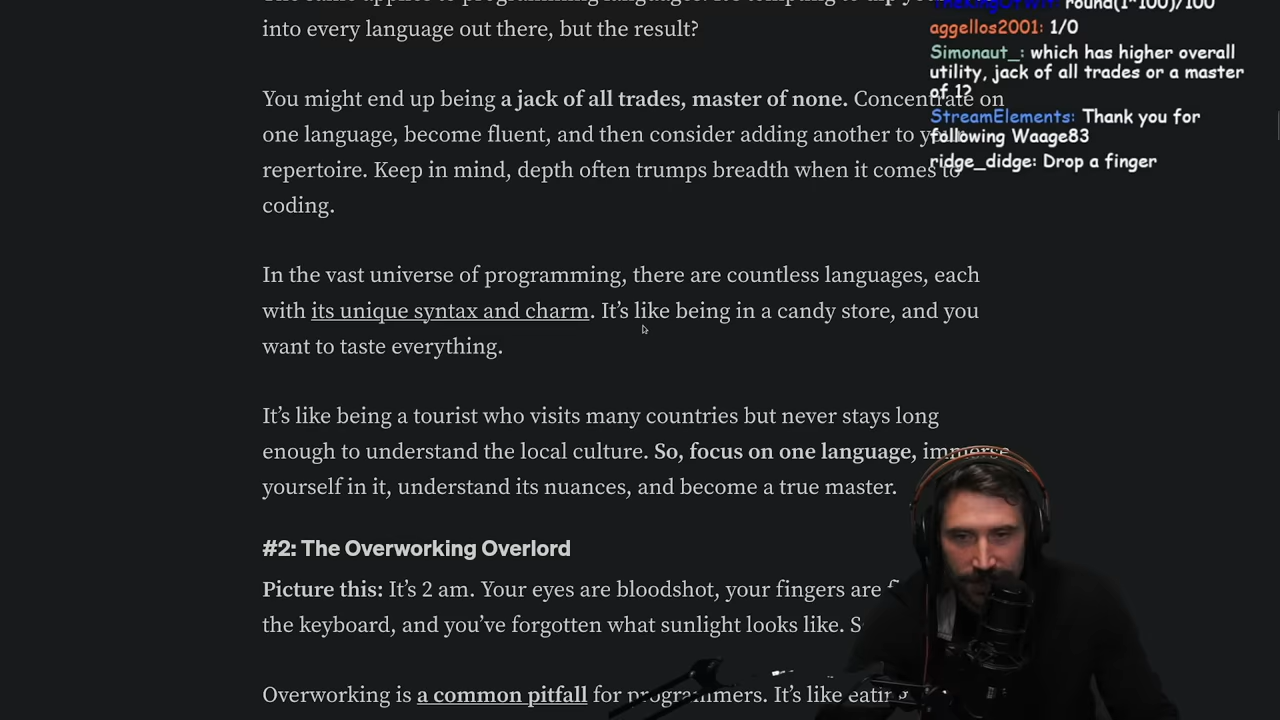 into every language out there, but the result?
You might end up being a jack of all trades, master of none. Concentrate on
one language, become fluent, and then consider adding another to your
repertoire. Keep in mind, depth often trumps breadth when it comes to
coding.
In the vast universe of programming, there are countless languages, each
with its unique syntax and charm. It’s like being in a candy store, and you
want to taste everything.
It’s like being a tourist who visits many countries but never stays long
enough to understand the local culture. So, focus on one language, immerse
yourself in it, understand its nuances, and become a true master.
#2: The Overworking Overlord
Picture this: It’s 2 am. Your eyes are bloodshot, your fingers are
the keyboard, and you’ve forgotten what sunlight looks like.
Overworking is a common pitfall for programmers. It’s like eating
round(1*100)/100
aggellos2001: 1/0
Simonaut_: which has higher overall
utility, jack of all trades or a master
of 1?
StreamElements: Thank you for
following Waage83
ridge_didge: Drop a finger